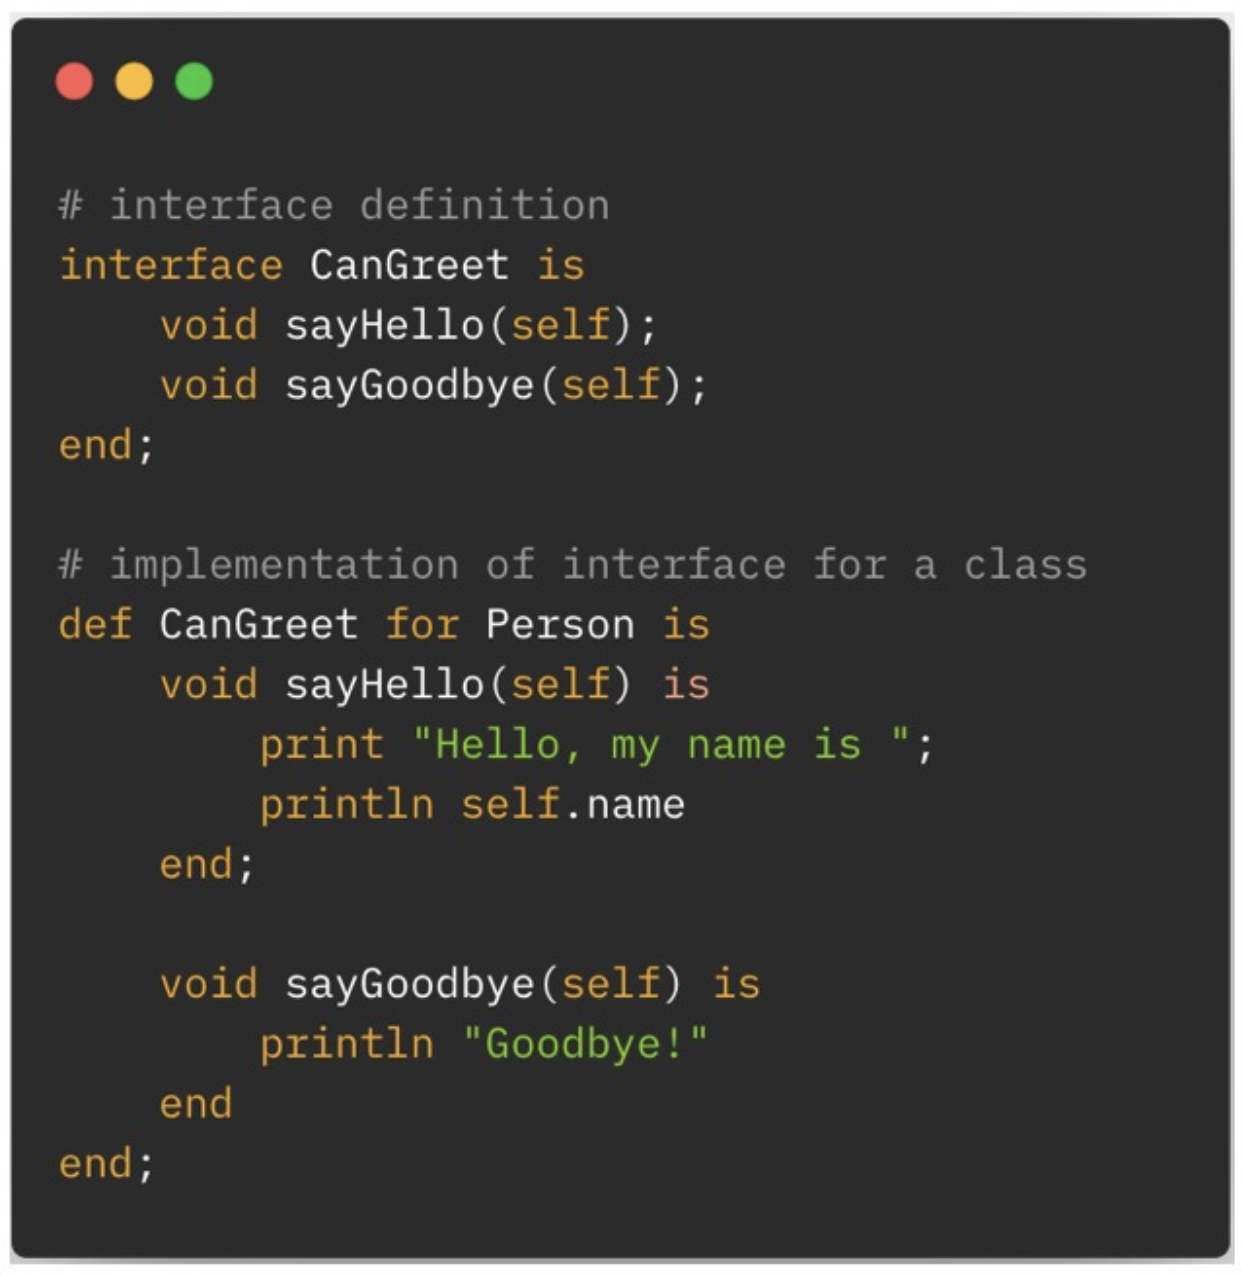 # interface definition
interface CanGreet is
    void sayHello(self);
    void sayGoodbye(self);
end;

# implementation of interface for a class
def CanGreet for Person is
    void sayHello(self) is
        print "Hello, my name is ";
        println self.name
    end;

    void sayGoodbye(self) is
        println "Goodbye!"
    end
end;